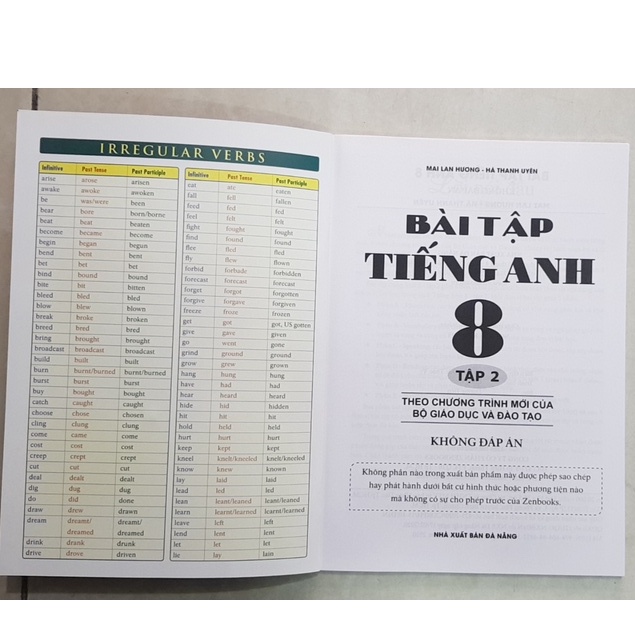 IRREGULAR VERBS
Infinitive Past Tense Past Participle
arise arose arisen
awake awoke awoken
be was/were been
bear bore born/borne
beat beat beaten
become became become
begin began begun
bend bent bent
bet bet bet
bind bound bound
bite bit bitten
bleed bled bled
blow blew blown
break broke broken
breed bred bred
bring brought brought
broadcast broadcast broadcast
build built built
burn burnt/burned burnt/burned
burst burst burst
buy bought bought
catch caught caught
choose chose chosen
cling clung clung
come came come
cost cost cost
creep crept crept
cut cut cut
deal dealt dealt
dig dug dug
do did done
draw drew drawn
dream dreamt/ dreamt/
dreamed dreamed
drink drank drunk
drive drove driven
Infinitive Past Tense Past Participle
eat ate eaten
fall fell fallen
feed fed fed
feel felt felt
fight fought fought
find found found
flee fled fled
fly flew flown
forbid forbade forbidden
forecast forecast forecast
forget forgot forgotten
forgive forgave forgiven
freeze froze frozen
get got got, US gotten
give gave given
go went gone
grind ground ground
grow grew grown
hang hung hung
have had had
hear heard heard
hide hid hidden
hit hit hit
hold held held
hurt hurt hurt
keep kept kept
kneel knelt/kneeled knelt/kneeled
know knew known
lay laid laid
lead led led
lean leant/leaned leant/leaned
learn learnt/learned learnt/learned
leave left left
lend lent lent
let let let
lie lay lain
MAI LAN HƯƠNG - HÀ THANH UYÊN
BÀI TẬP
TIẾNG ANH
8
TẬP 2
THEO CHƯƠNG TRÌNH MỚI CỦA
BỘ GIÁO DỤC VÀ ĐÀO TẠO
KHÔNG ĐÁP ÁN
Không phần nào trong xuất bản phẩm này được phép sao chép
hay phát hành dưới bất cứ hình thức hoặc phương tiện nào
mà không có sự cho phép trước của Zenbooks.
NHÀ XUẤT BẢN ĐÀ NẴNG